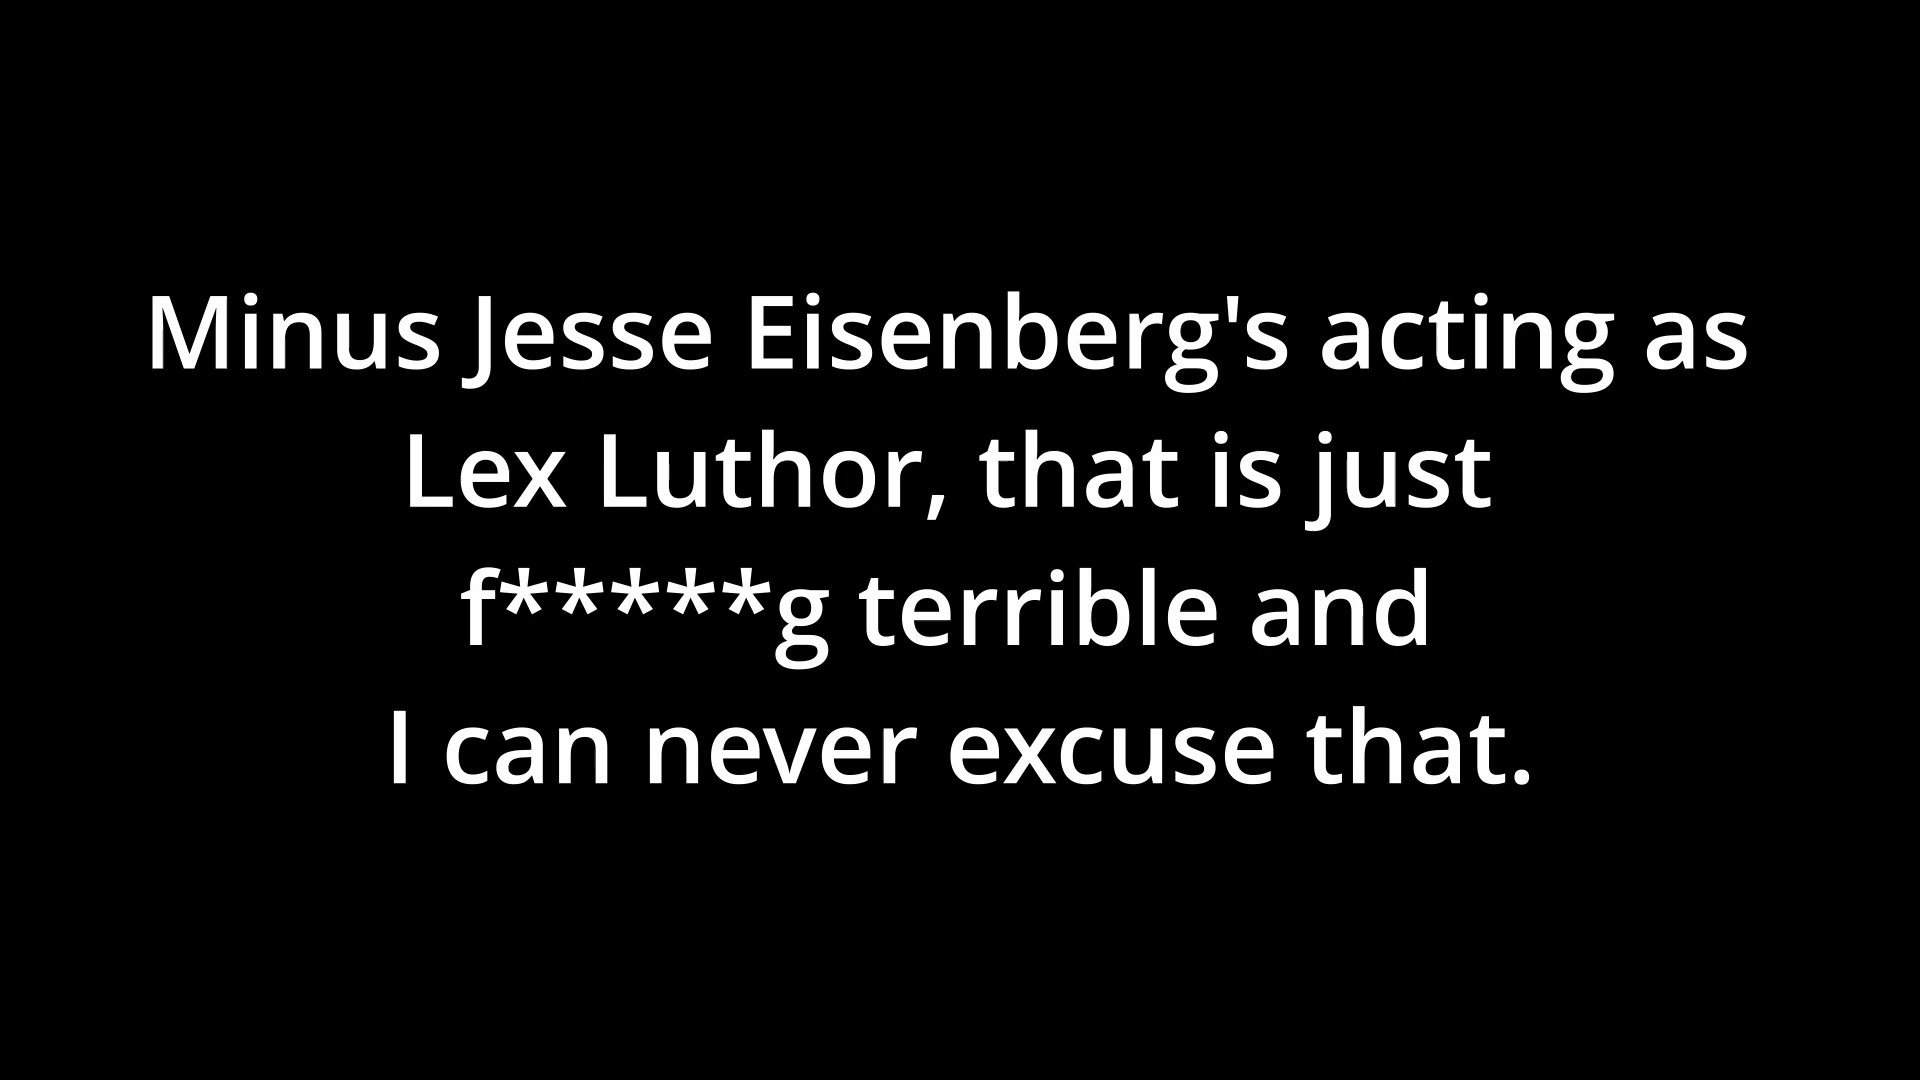 Minus Jesse Eisenberg's acting as
Lex Luthor, that is just
f*****g terrible and
I can never excuse that.